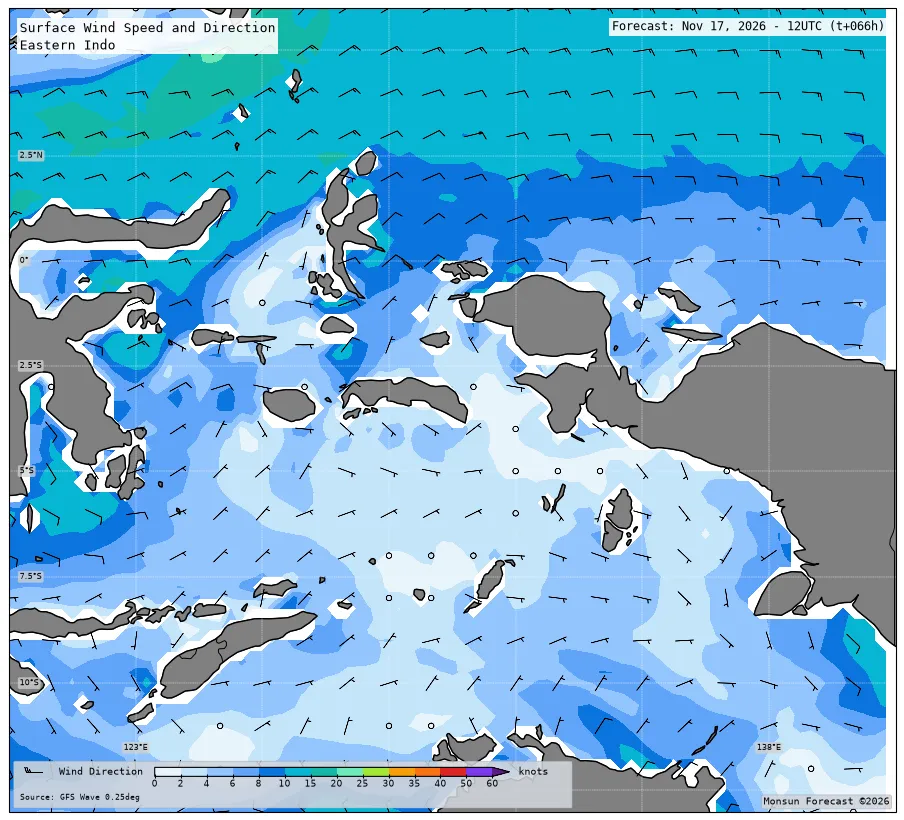 Surface Wind Speed and Direction
Eastern Indo
Forecast: Nov 17, 2026 - 12UTC (t+066h)
2.5°N
0°
2.5°S
5°S
7.5°S
10°S
123°E
138°E
Wind Direction
0 2 4 6 8 10 15 20 25 30 35 40 50 60
knots
Source: GFS Wave 0.25deg
Monsun Forecast ©2026